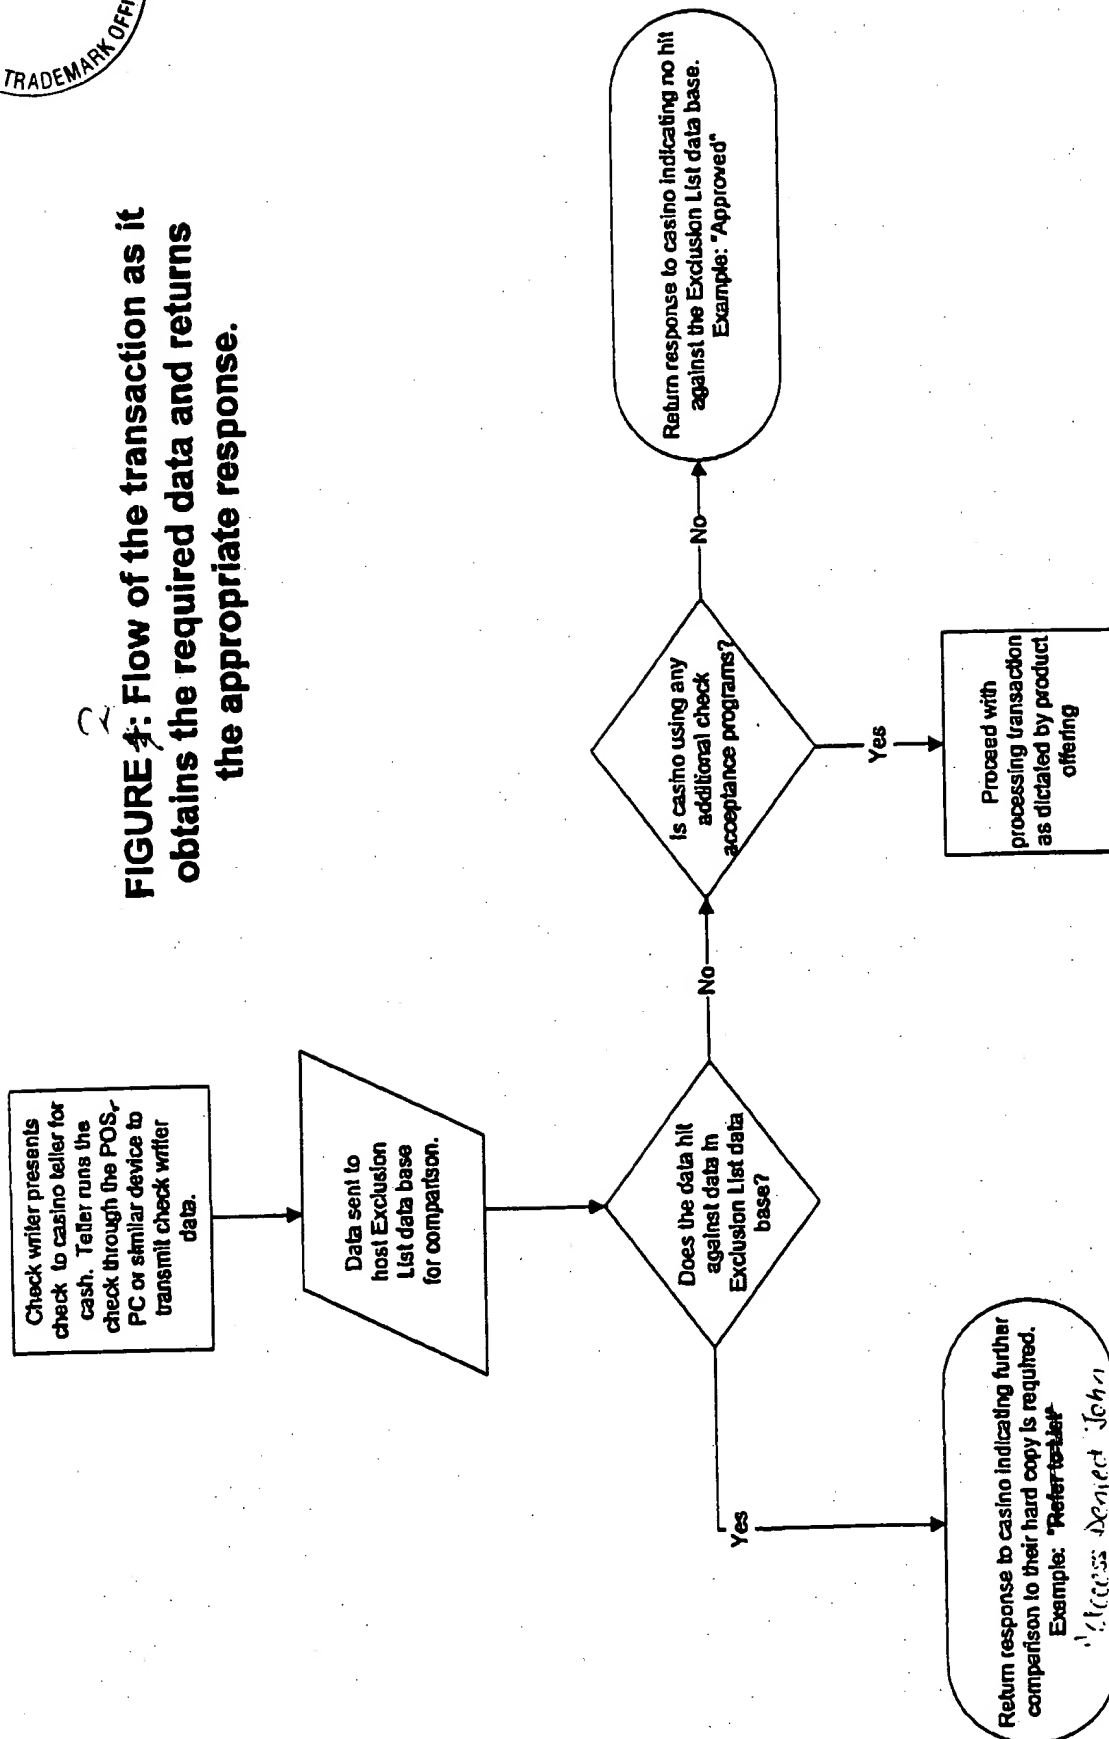 TRADEMARK OFFI
FIGURE 2: Flow of the transaction as it
obtains the required data and returns
the appropriate response.
Check writer presents
check to casino teller for
cash. Teller runs the
check through the POS,
PC or similar device to
transmit check writer
data.
Data sent to
host Exclusion
List data base
for comparison.
Does the data hit
against data in
Exclusion List data
base?
No
Is casino using any
additional check
acceptance programs?
No
Return response to casino indicating no hit
against the Exclusion List data base.
Example: "Approved"
Yes
Proceed with
processing transaction
as dictated by product
offering
Yes
Return response to casino indicating further
comparison to their hard copy is required.
Example: "Refer to List"
"Access Denied John